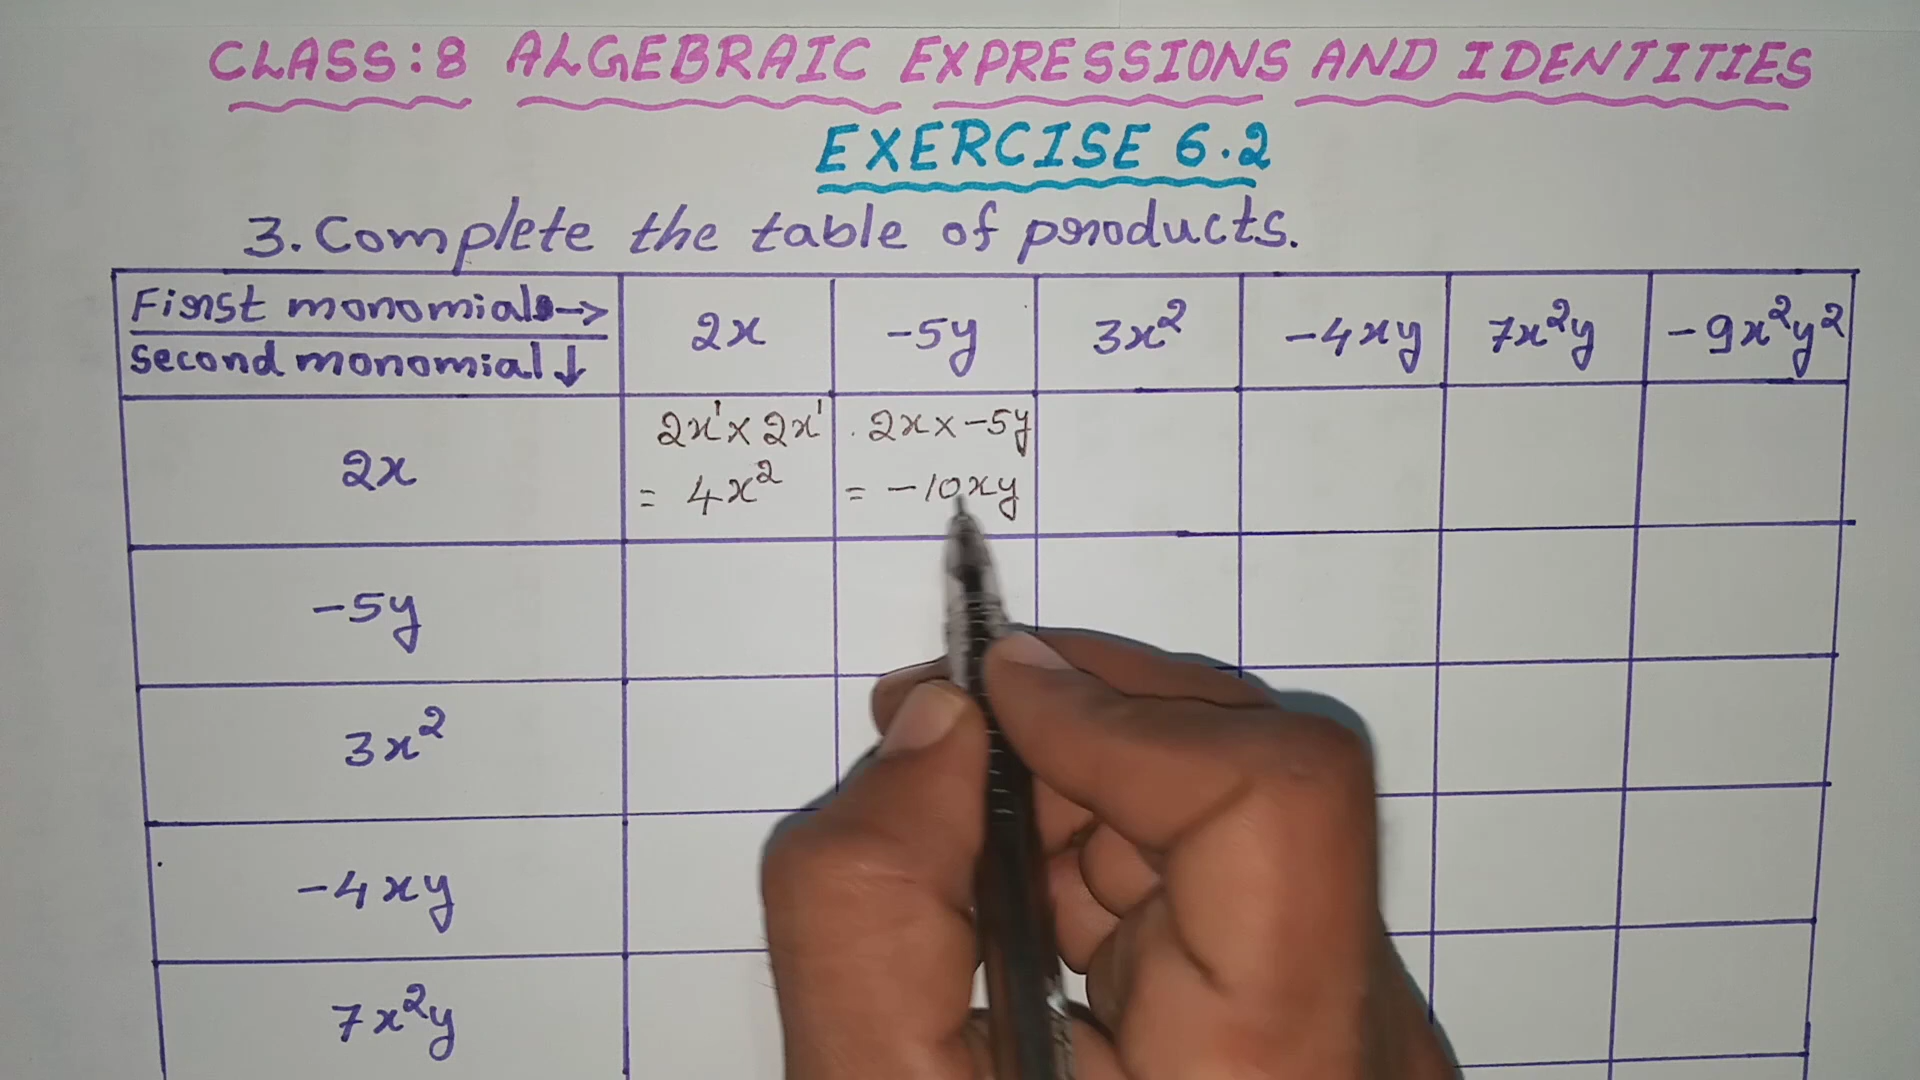 CLASS:8 ALGEBRAIC EXPRESSIONS AND IDENTITIES
EXERCISE 6.2
3. Complete the table of products.
First monomial →
second monomial ↓
2x
-5y
3x²
-4xy
7x²y
-9x²y²
2x
2x¹ × 2x¹
= 4x²
2x × -5y
= -10xy
-5y
3x²
-4xy
7x²y